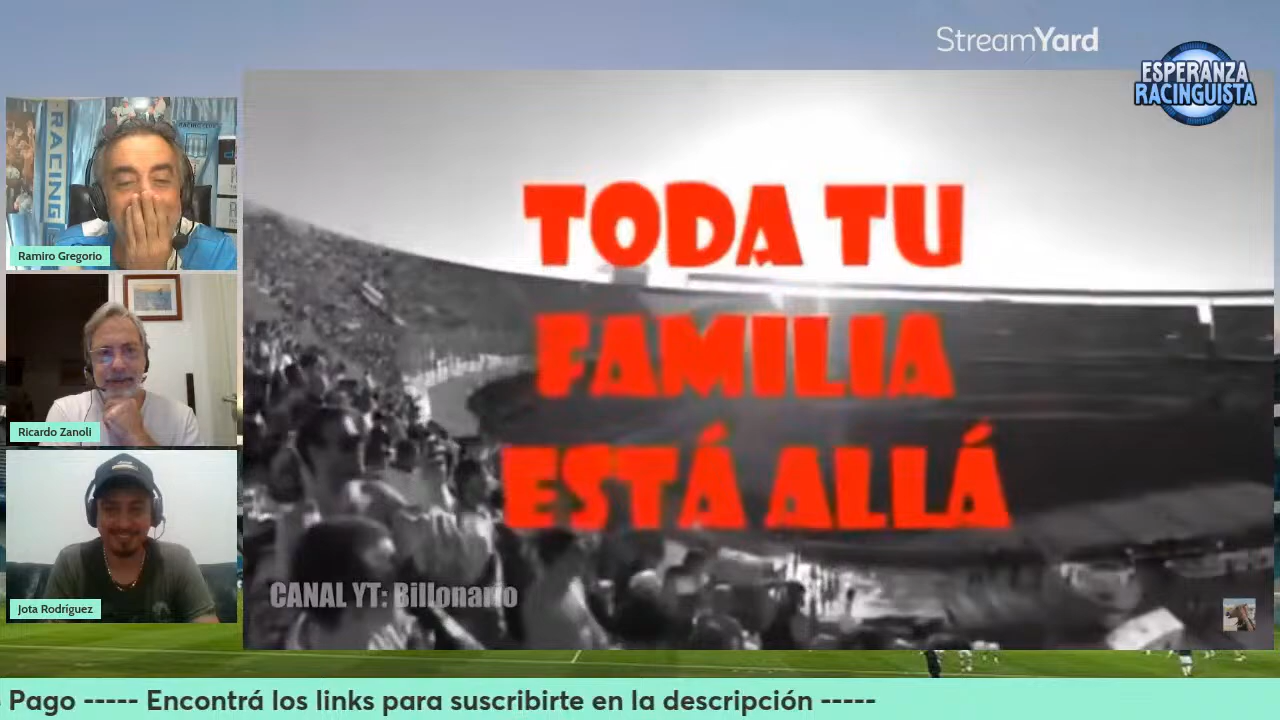 StreamYard
ESPERANZA
RACINGUISTA
RACING
Ramiro Gregorio
Ricardo Zanoli
Jota Rodríguez
TODA TU
FAMILIA
ESTÁ ALLÁ
CANAL YT: Billonario
Pago ----- Encontrá los links para suscribirte en la descripción -----